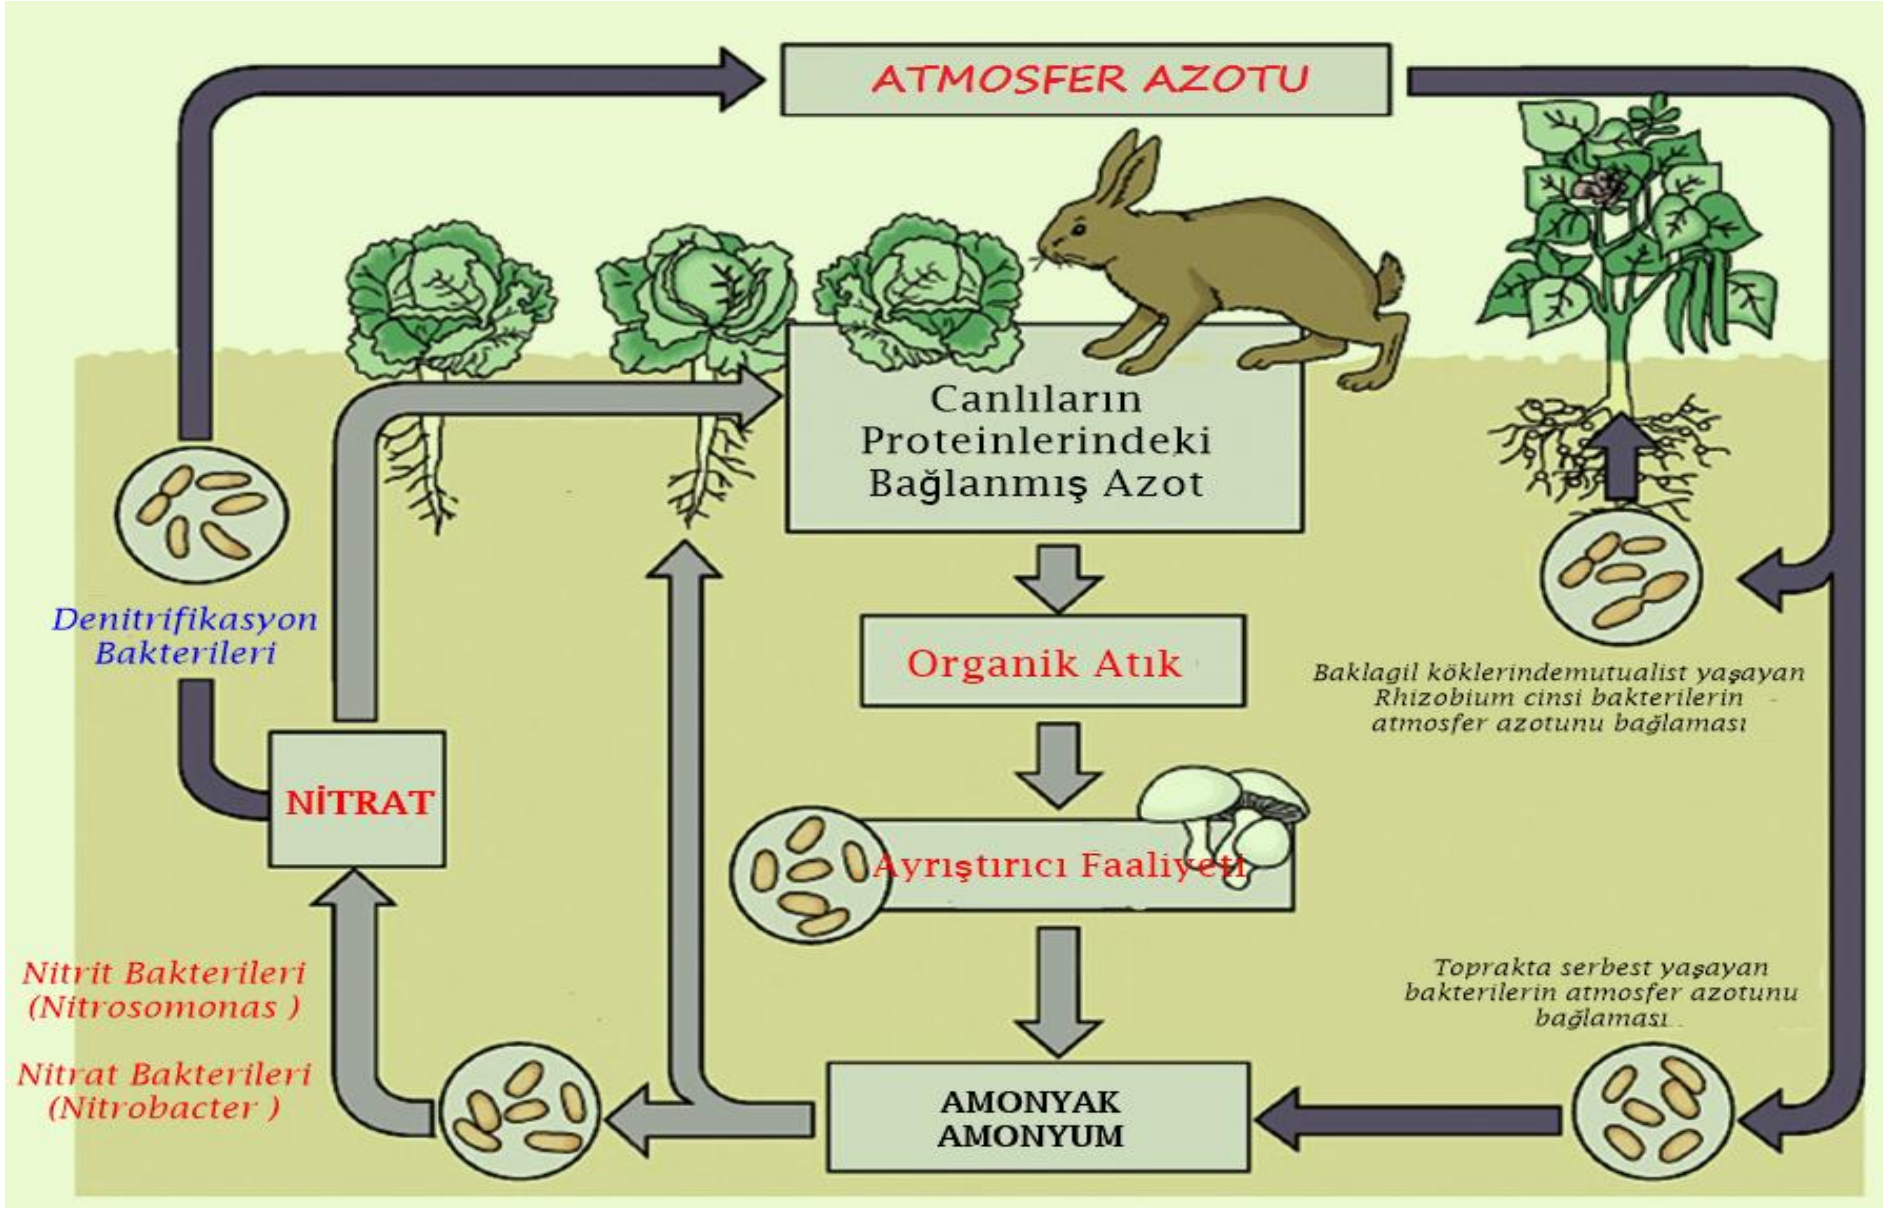 ATMOSFER AZOTU
Canlıların
Proteinlerindeki
Bağlanmış Azot
Denitrifikasyon
Bakterileri
Organik Atık
Baklagil köklerindemutualist yaşayan
Rhizobium cinsi bakterilerin
atmosfer azotunu bağlaması
NİTRAT
Ayrıştırıcı Faaliyeti
Nitrit Bakterileri
(Nitrosomonas )
Nitrat Bakterileri
(Nitrobacter )
Toprakta serbest yaşayan
bakterilerin atmosfer azotunu
bağlaması
AMONYAK
AMONYUM